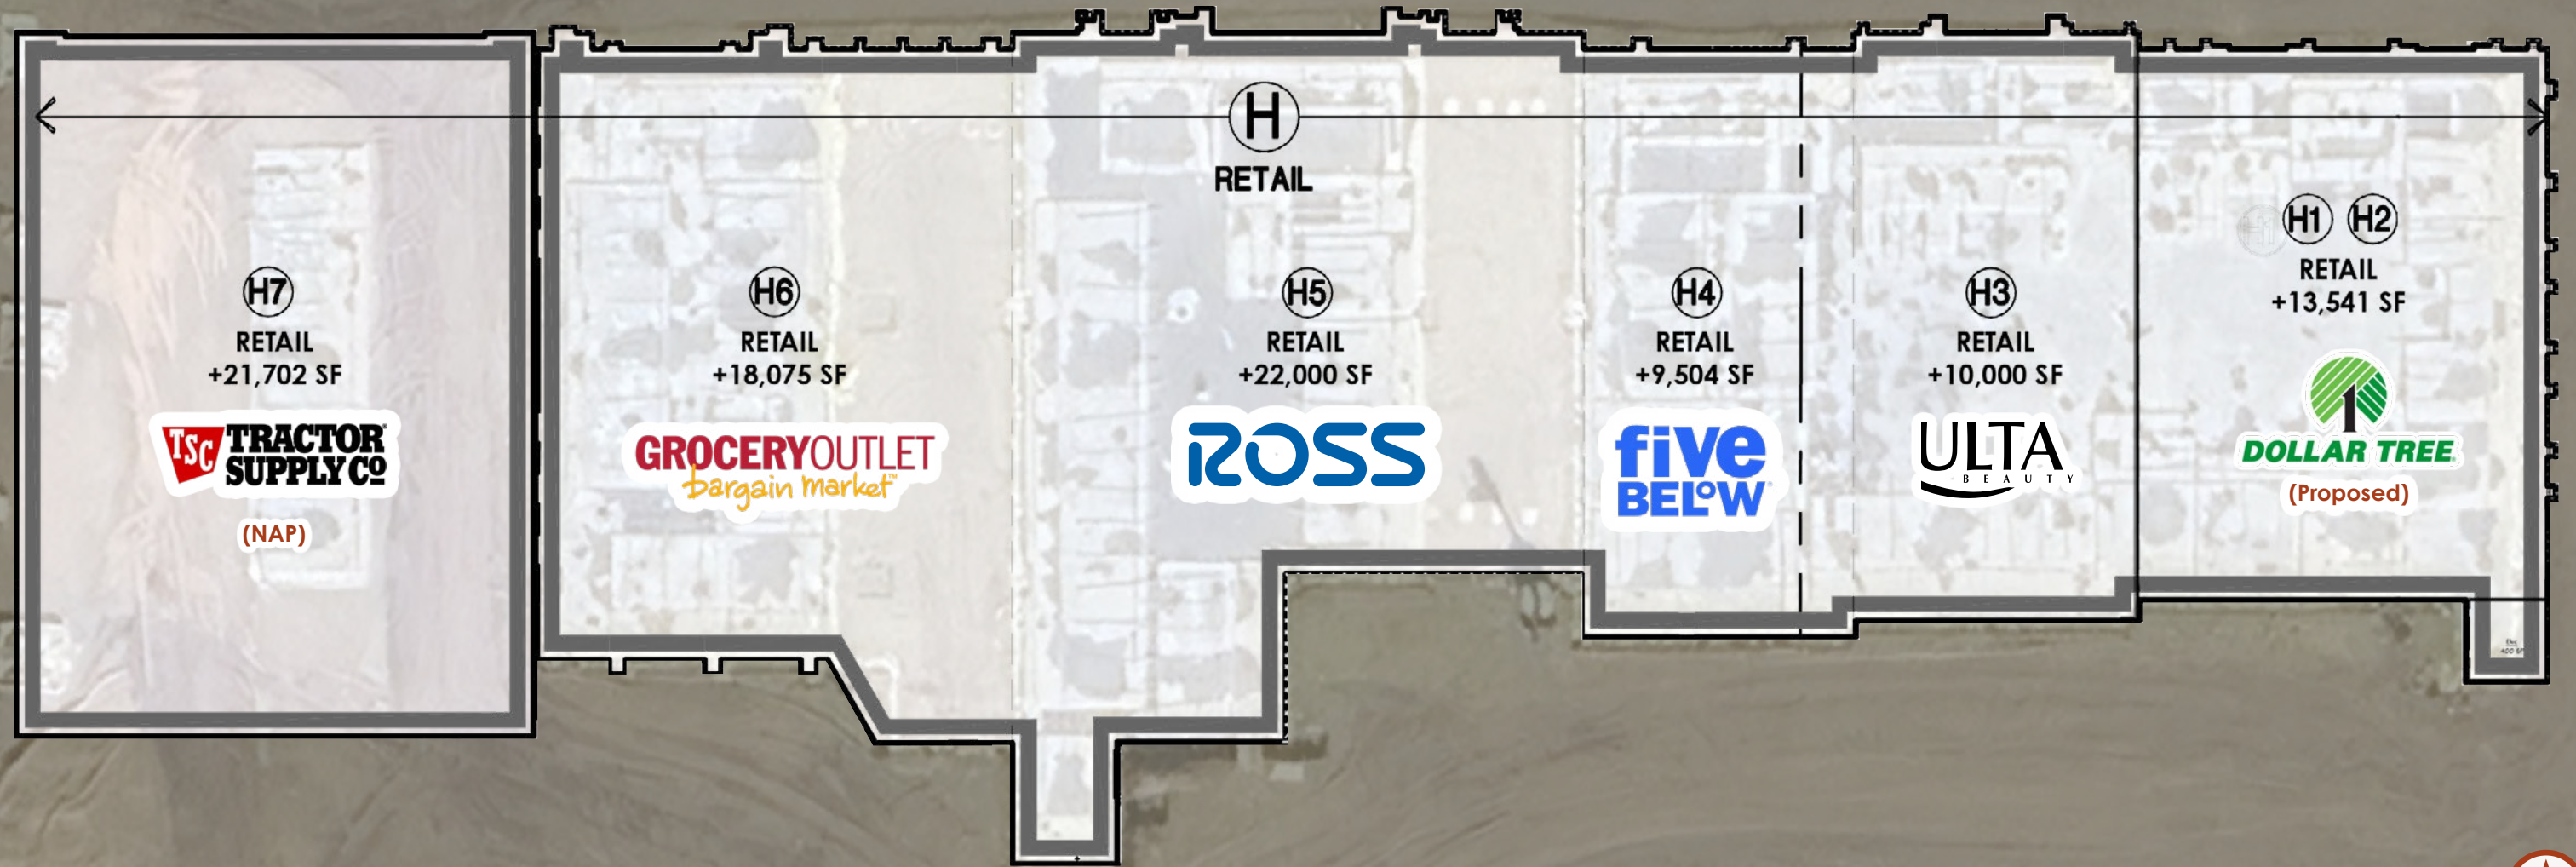 H
RETAIL
H7
RETAIL
+21,702 SF
TSC TRACTOR
SUPPLY CO
(NAP)
H6
RETAIL
+18,075 SF
GROCERY OUTLET
bargain market™
H5
RETAIL
+22,000 SF
ROSS
H4
RETAIL
+9,504 SF
five
BELOW
H3
RETAIL
+10,000 SF
ULTA
BEAUTY
H1 H2
RETAIL
+13,541 SF
1
DOLLAR TREE
(Proposed)